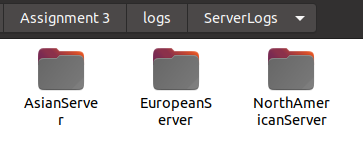 Assignment 3 logs ServerLogs
AsianServe EuropeanS NorthAmer
r erver icanServer